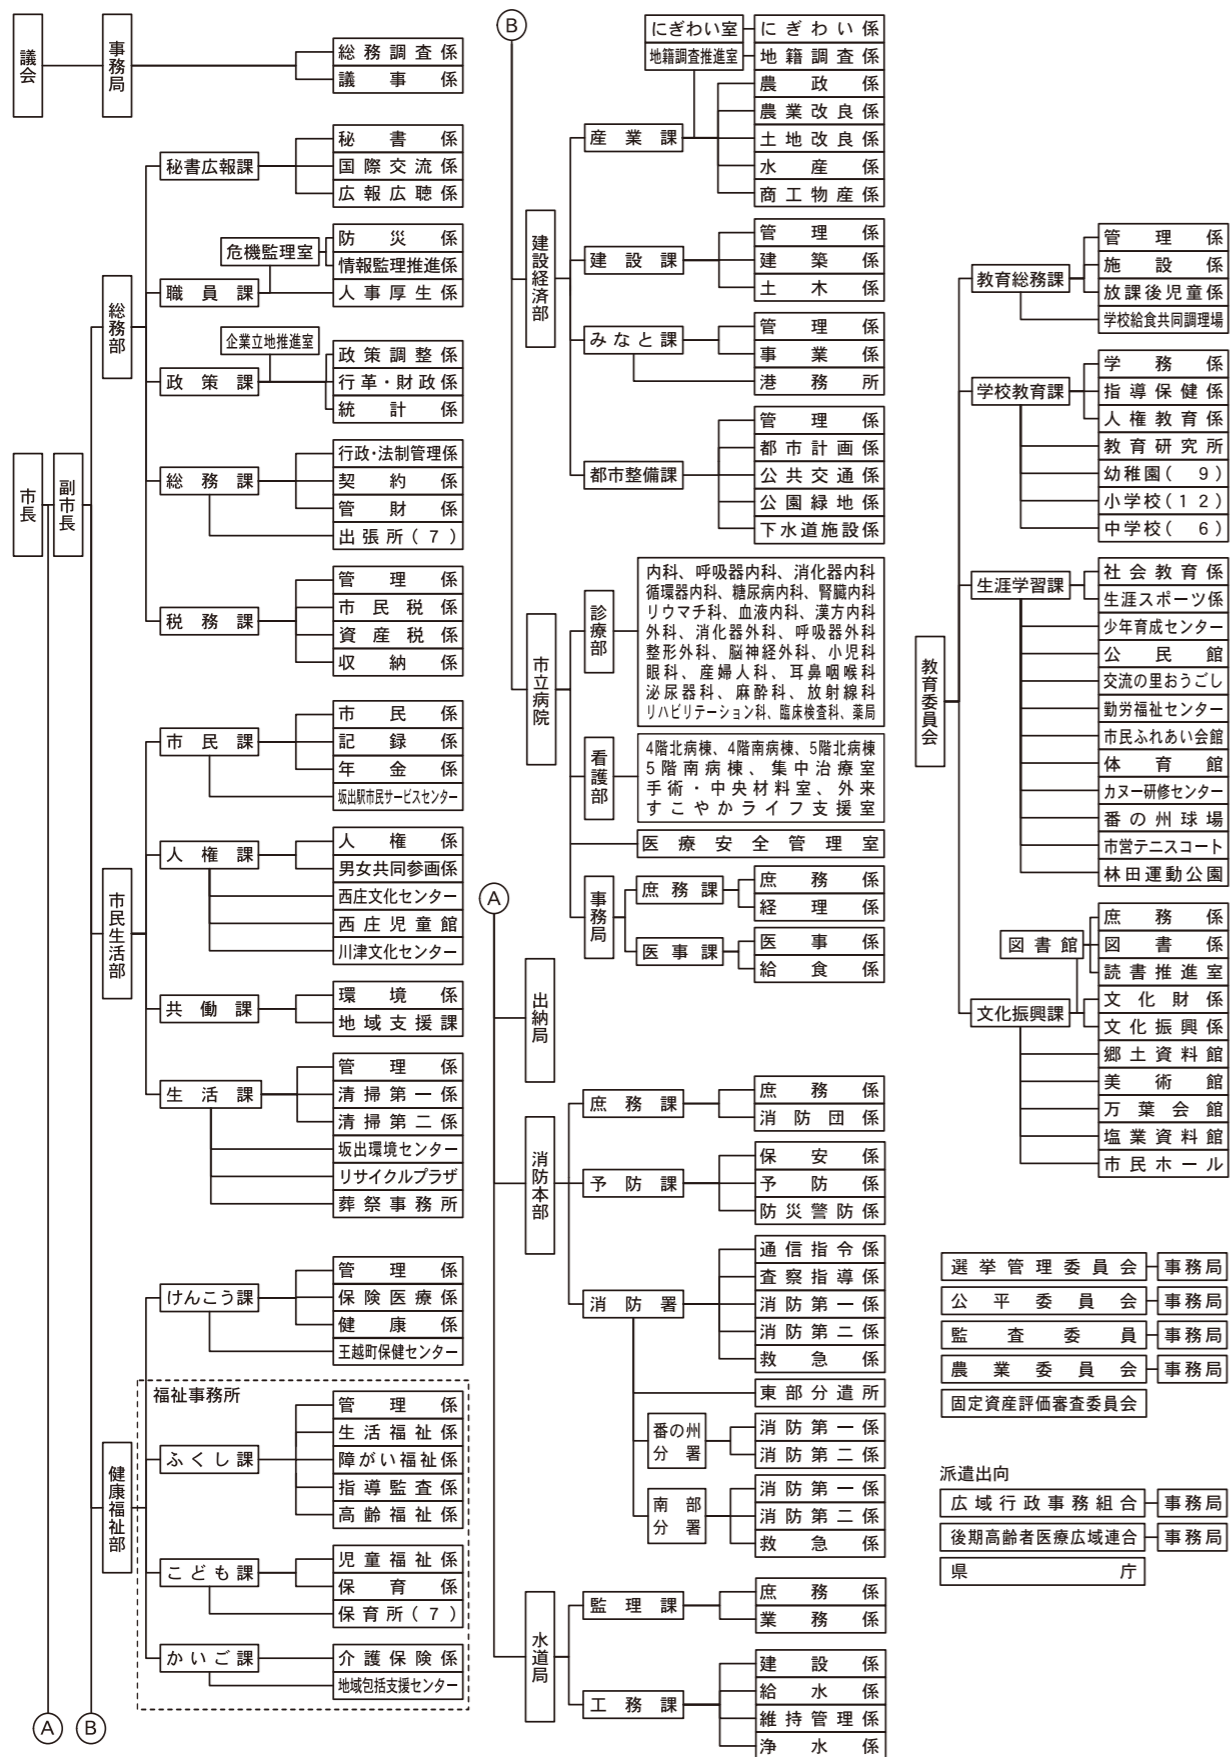 議会
事務局
総務調査係
議事係
秘書広報課
秘書係
国際交流係
広報広聴係
危機監理室
防災係
情報監理推進係
職員課
人事厚生係
総務部
企業立地推進室
政策課
政策調整係
行革・財政係
統計係
総務課
行政・法制管理係
契約係
管財係
出張所(7)
市長
副市長
税務課
管理係
市民税係
資産税係
収納係
市民課
市民係
記録係
年金係
坂出駅市民サービスセンター
市民生活部
人権課
人権係
男女共同参画係
西庄文化センター
西庄児童館
川津文化センター
共働課
環境係
地域支援課
生活課
管理係
清掃第一係
清掃第二係
坂出環境センター
リサイクルプラザ
葬祭事務所
けんこう課
管理係
保険医療係
健康係
王越町保健センター
健康福祉部
福祉事務所
ふくし課
管理係
生活福祉係
障がい福祉係
指導監査係
高齢福祉係
こども課
児童福祉係
保育係
保育所(7)
かいご課
介護保険係
地域包括支援センター
A
B
B
建設経済部
にぎわい室
にぎわい係
地籍調査推進室
地籍調査係
産業課
農政係
農業改良係
土地改良係
水産係
商工物産係
建設課
管理係
建築係
土木係
みなと課
管理係
事業係
港務所
都市整備課
管理係
都市計画係
公共交通係
公園緑地係
下水道施設係
市立病院
診療部
内科、呼吸器内科、消化器内科
循環器内科、糖尿病内科、腎臓内科
リウマチ科、血液内科、漢方内科
外科、消化器外科、呼吸器外科
整形外科、脳神経外科、小児科
眼科、産婦人科、耳鼻咽喉科
泌尿器科、麻酔科、放射線科
リハビリテーション科、臨床検査科、薬局
看護部
4階北病棟、4階南病棟、5階北病棟
5階南病棟、集中治療室
手術・中央材料室、外来
すこやかライフ支援室
医療安全管理室
事務局
庶務課
庶務係
経理係
医事課
医事係
給食係
A
出納局
消防本部
庶務課
庶務係
消防団係
予防課
保安係
予防係
防災警防係
消防署
通信指令係
査察指導係
消防第一係
消防第二係
救急係
東部分遣所
番の州
分署
消防第一係
消防第二係
南部
分署
消防第一係
消防第二係
救急係
水道局
監理課
庶務係
業務係
工務課
建設係
給水係
維持管理係
浄水係
教育委員会
教育総務課
管理係
施設係
放課後児童係
学校給食共同調理場
学校教育課
学務係
指導保健係
人権教育係
教育研究所
幼稚園(9)
小学校(12)
中学校(6)
生涯学習課
社会教育係
生涯スポーツ係
少年育成センター
公民館
交流の里おうごし
勤労福祉センター
市民ふれあい会館
体育館
カヌー研修センター
番の州球場
市営テニスコート
林田運動公園
図書館
庶務係
図書係
読書推進室
文化振興課
文化財係
文化振興係
郷土資料館
美術館
万葉会館
塩業資料館
市民ホール
選挙管理委員会
事務局
公平委員会
事務局
監査委員
事務局
農業委員会
事務局
固定資産評価審査委員会
派遣出向
広域行政事務組合
事務局
後期高齢者医療広域連合
事務局
県庁